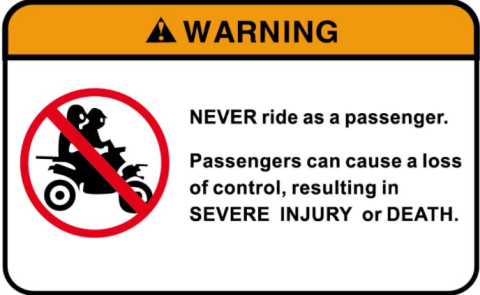 WARNING
NEVER ride as a passenger.
Passengers can cause a loss
of control, resulting in
SEVERE INJURY or DEATH.